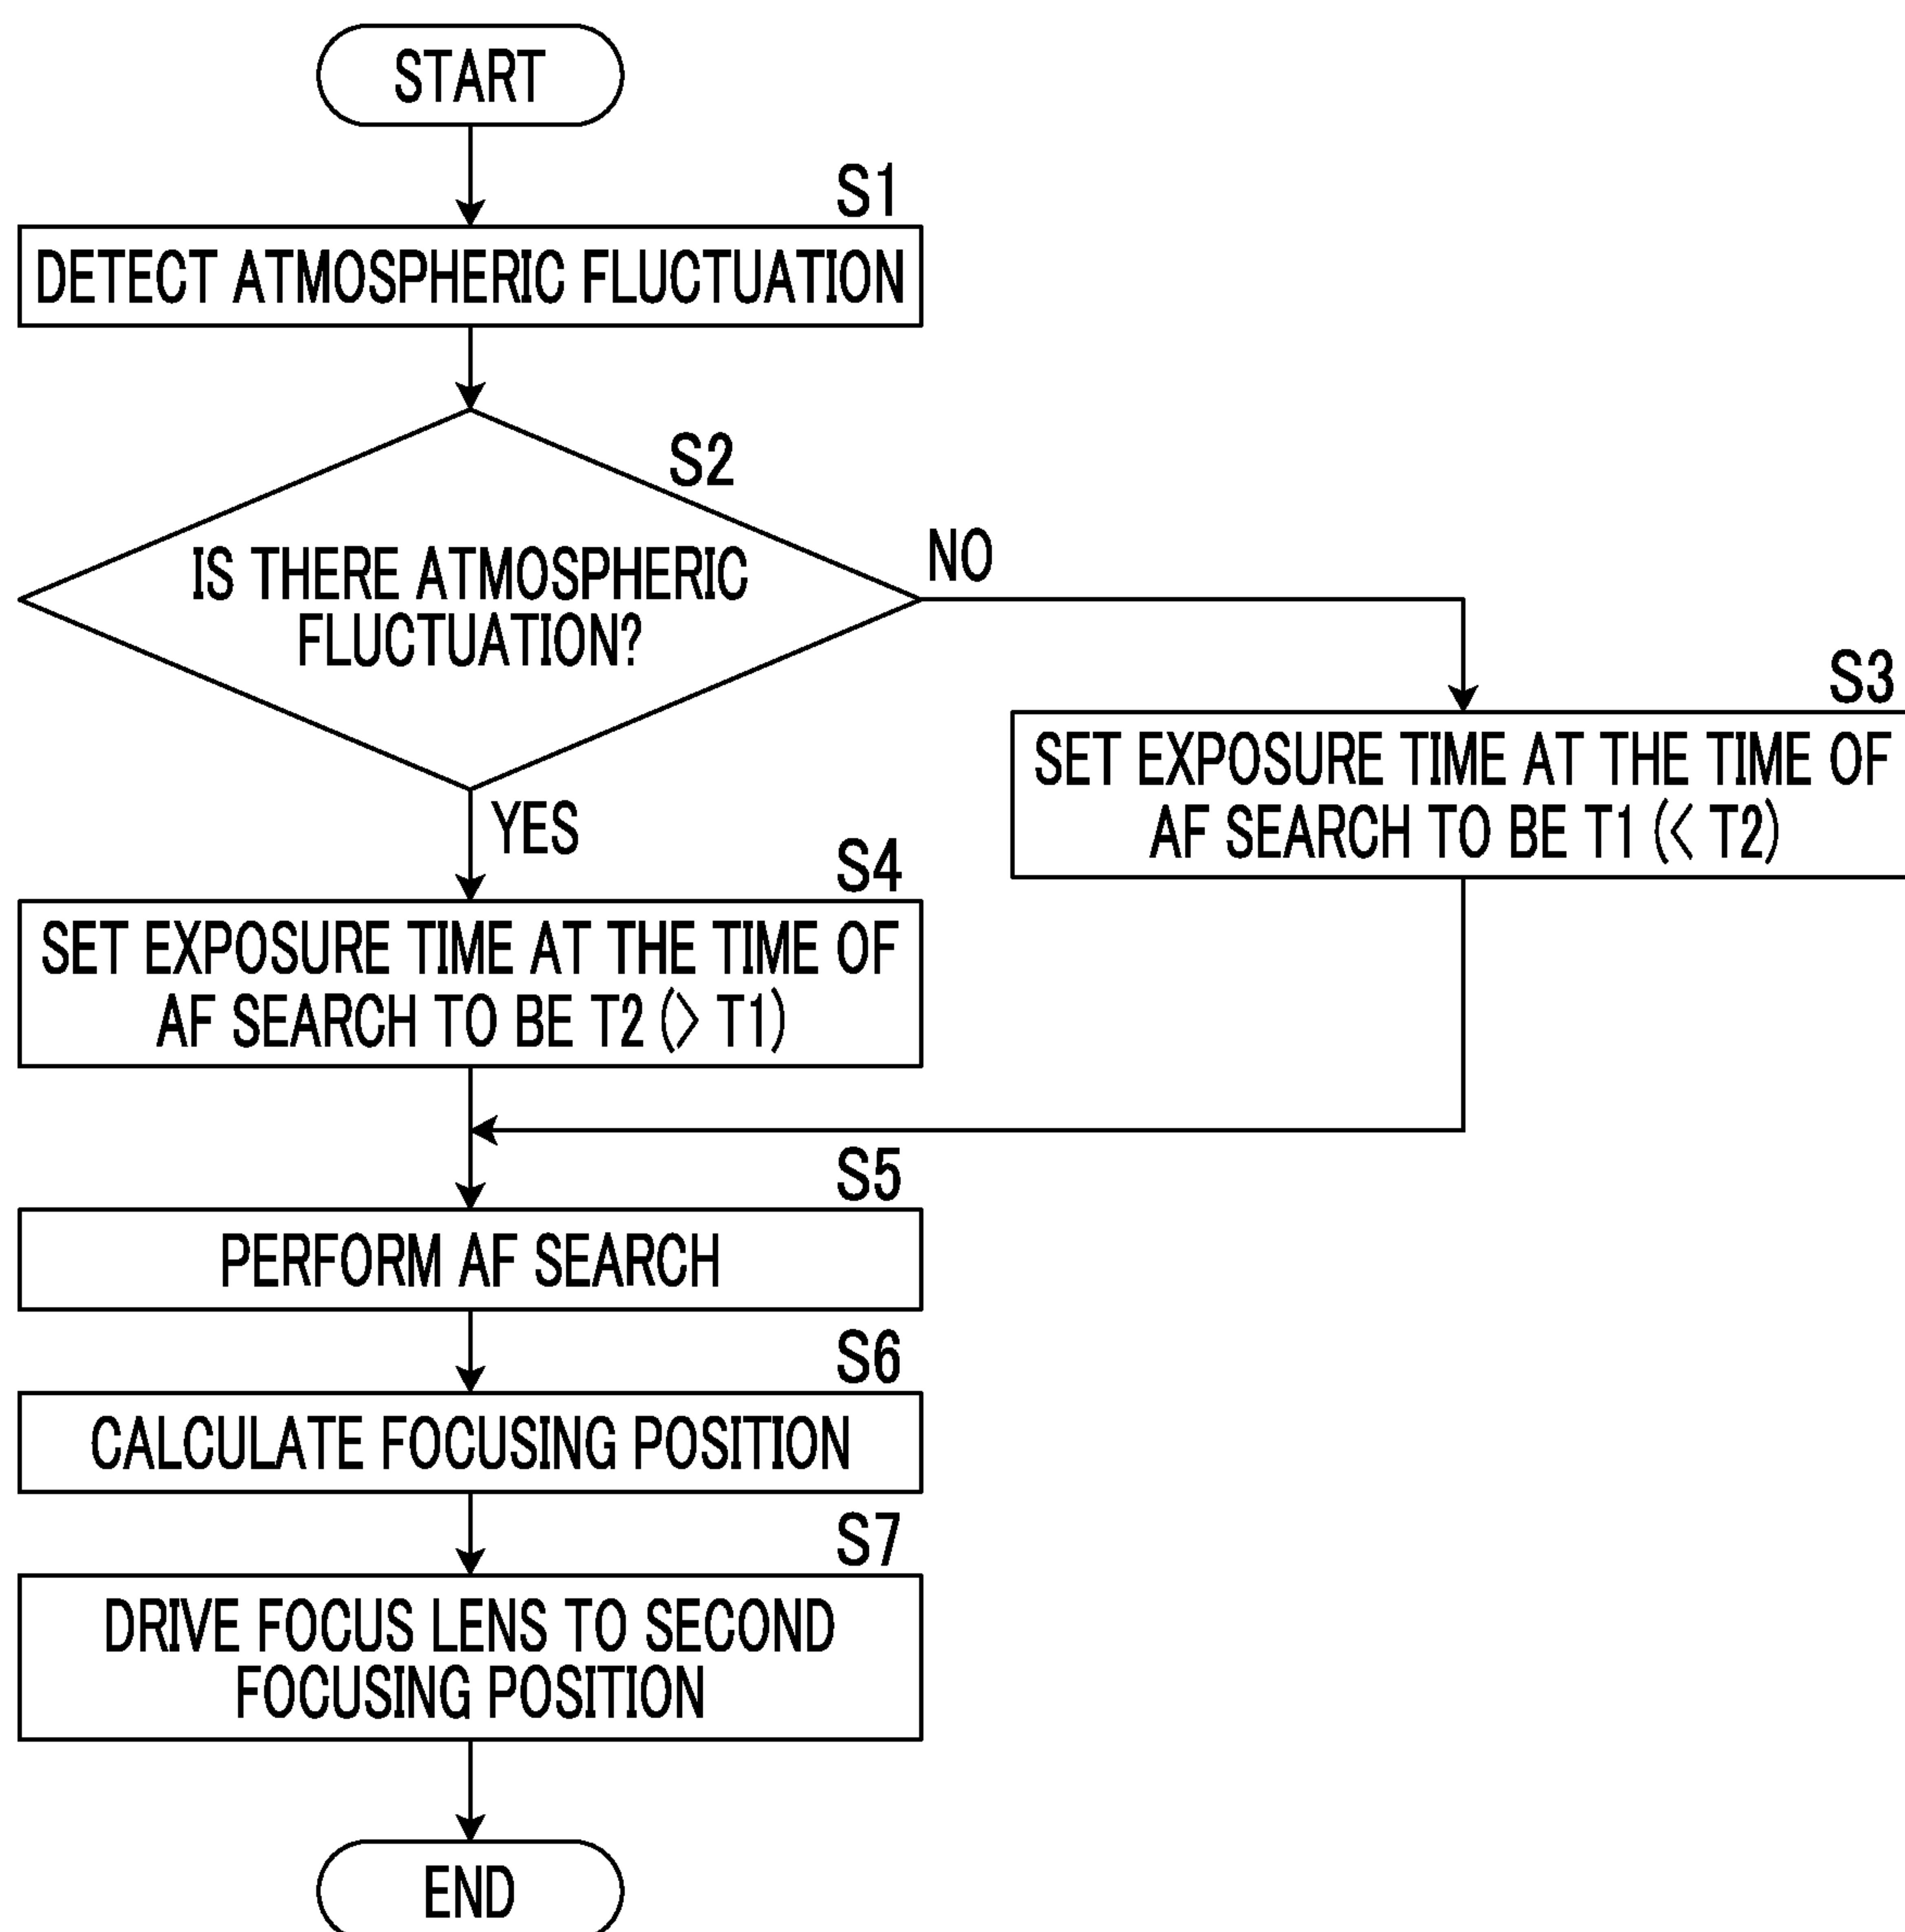 START
S1
DETECT ATMOSPHERIC FLUCTUATION
S2
IS THERE ATMOSPHERIC
FLUCTUATION?
NO
S3
SET EXPOSURE TIME AT THE TIME OF
AF SEARCH TO BE T1 (< T2)
YES
S4
SET EXPOSURE TIME AT THE TIME OF
AF SEARCH TO BE T2 (> T1)
S5
PERFORM AF SEARCH
S6
CALCULATE FOCUSING POSITION
S7
DRIVE FOCUS LENS TO SECOND
FOCUSING POSITION
END